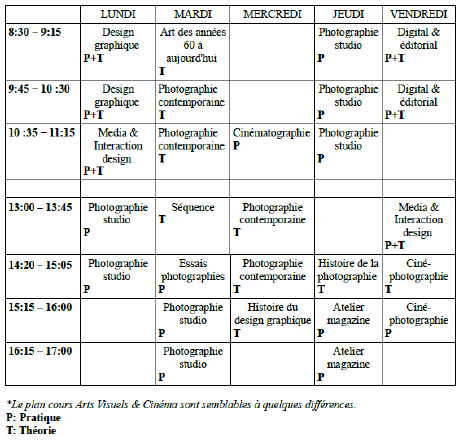 LUNDI MARDI MERCREDI JEUDI VENDREDI
8:30 – 9:15 Design Art des années Photographie Digital &
graphique 60 à studio éditorial
P+T aujourd'hui P P+T
T
9:45 – 10 :30 Design Photographie Photographie Digital &
graphique contemporaine studio éditorial
P+T T P P+T
10 :35 – 11:15 Media & Photographie Cinématographie Photographie
Interaction contemporaine P studio
design T P
P+T
13:00 – 13:45 Photographie Séquence Photographie Media &
studio T contemporaine Interaction
P T design
P+T
14:20 – 15:05 Photographie Essais Photographie Histoire de la Ciné-
studio photographies contemporaine photographie photographie
P P T T T
15:15 – 16:00 Photographie Histoire du Atelier Ciné-
studio design graphique magazine photographie
P T P P
16:15 – 17:00 Photographie Atelier
studio magazine
P P
*Le plan cours Arts Visuels & Cinéma sont semblables à quelques différences.
P: Pratique
T: Théorie